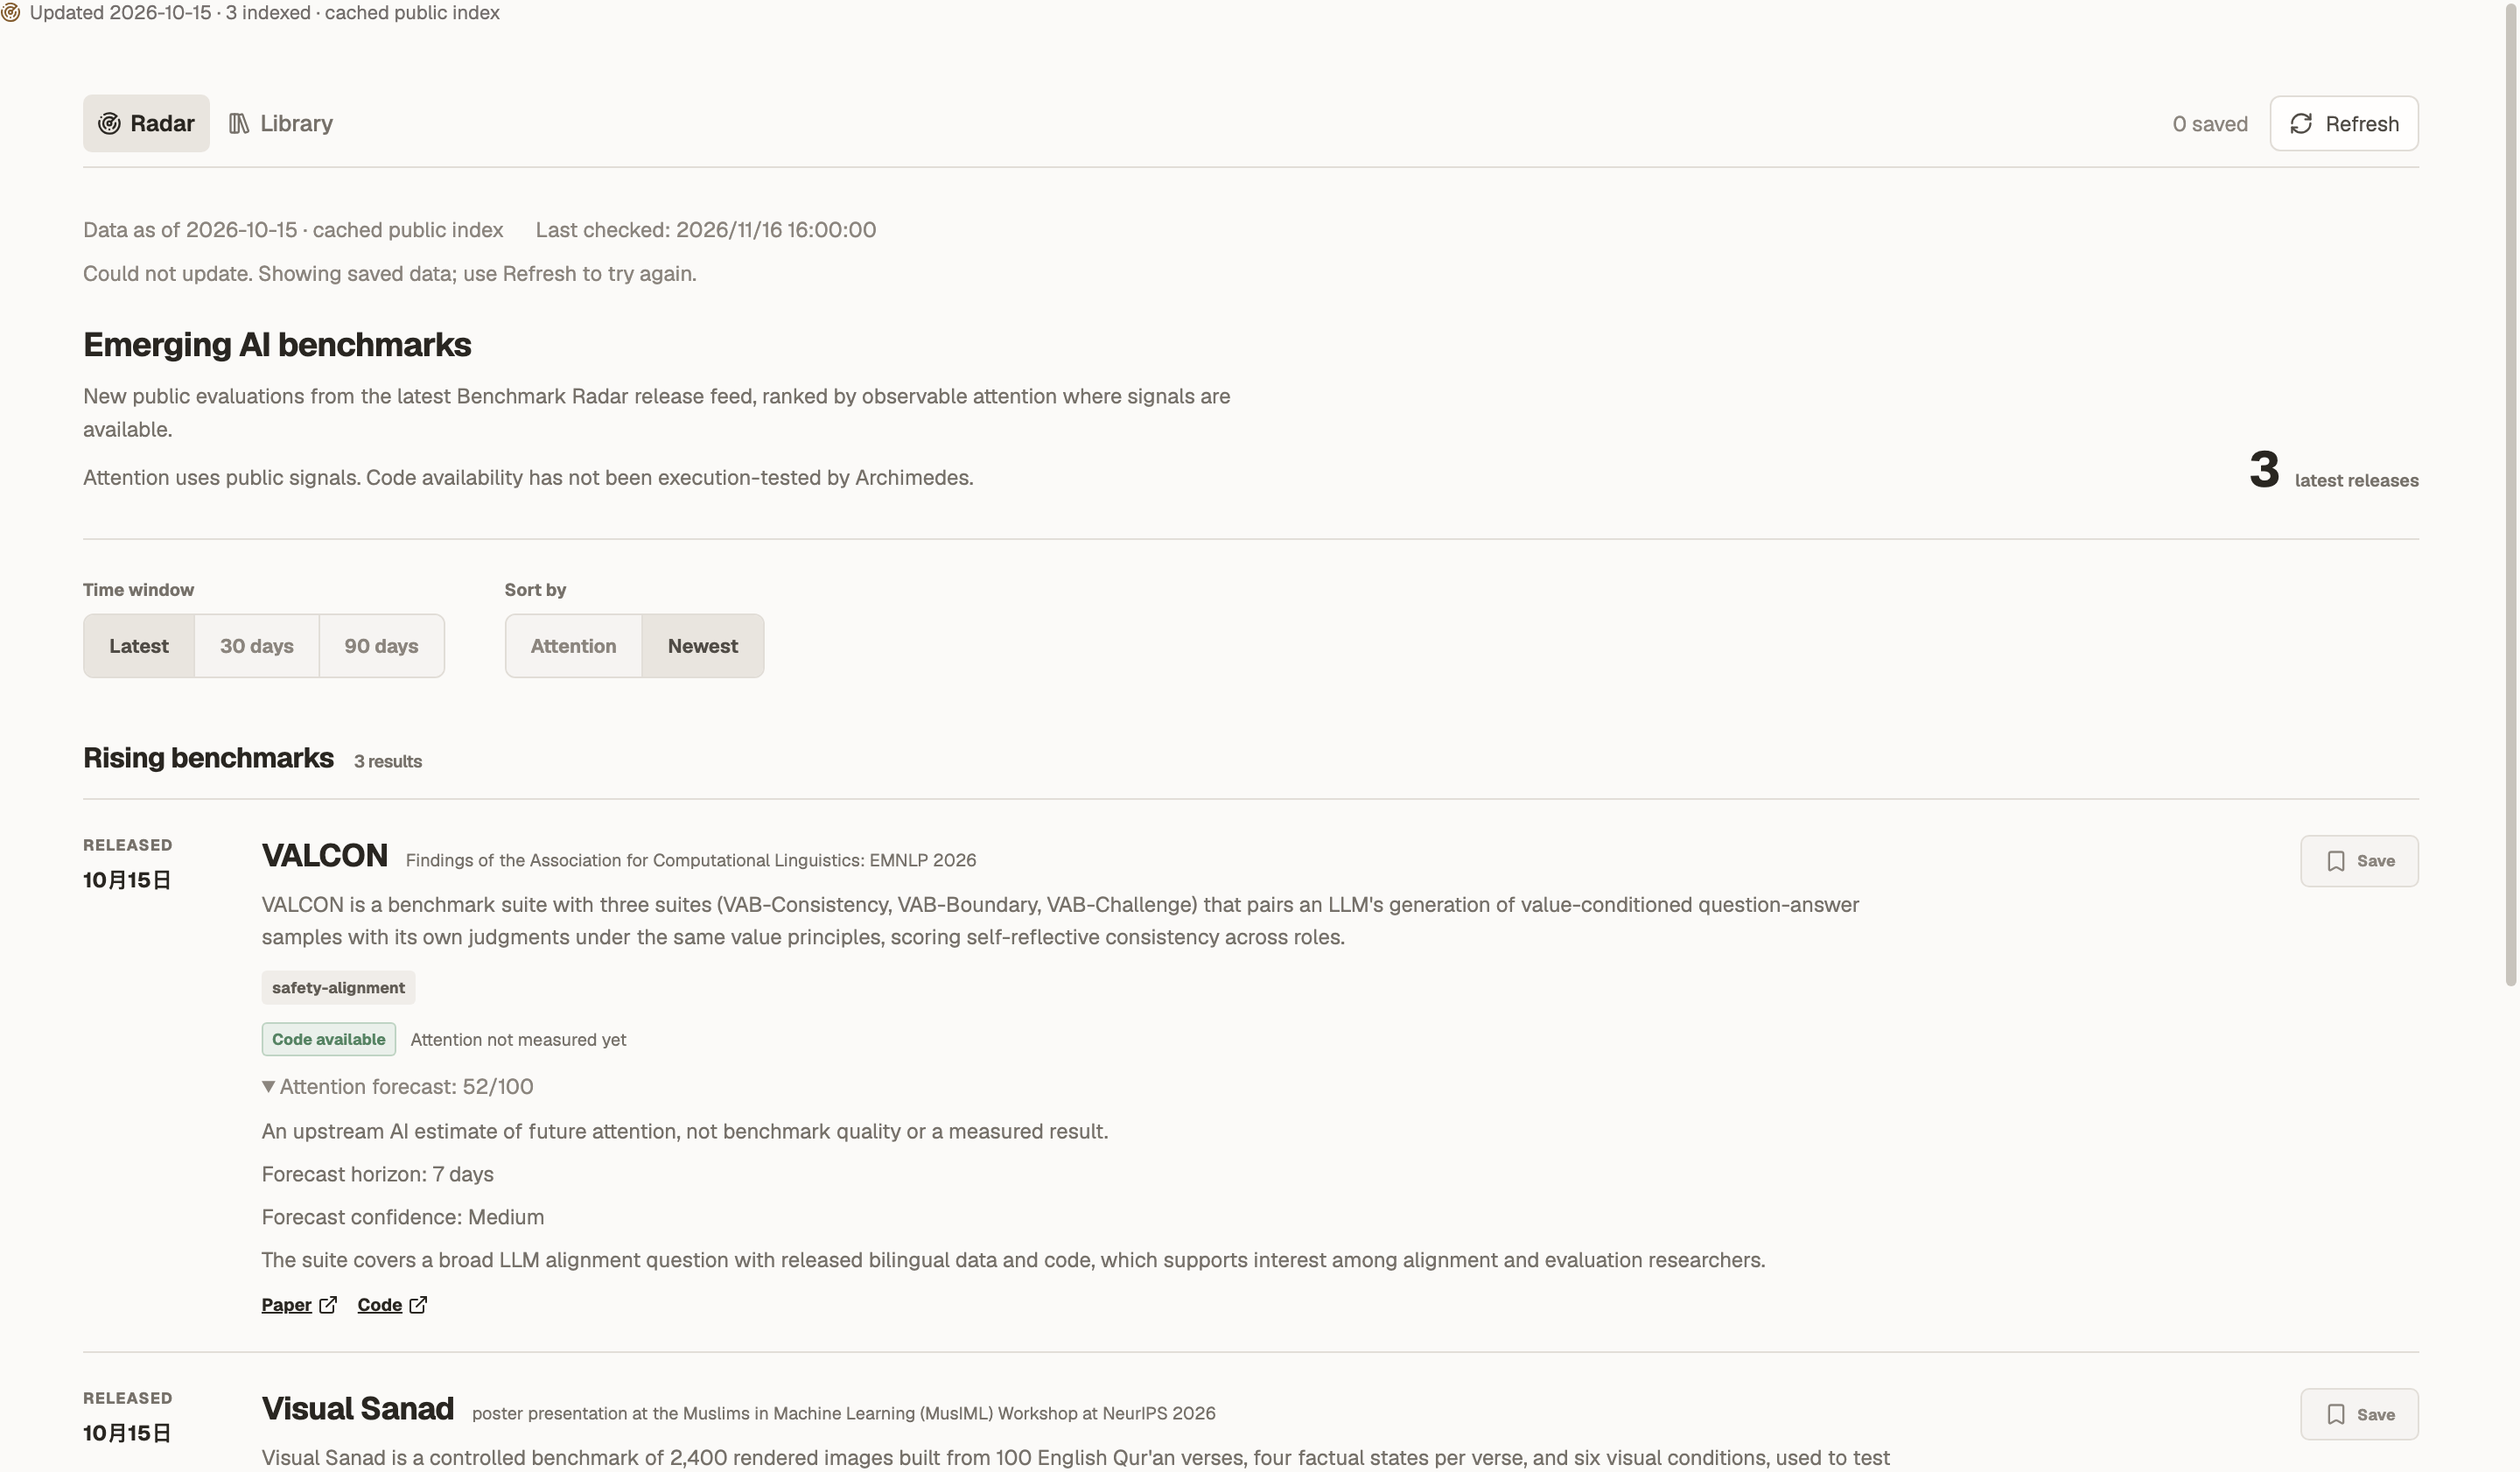 Updated 2026-10-15 · 3 indexed · cached public index
Radar
Library
0 saved
Refresh
Data as of 2026-10-15 · cached public index Last checked: 2026/11/16 16:00:00
Could not update. Showing saved data; use Refresh to try again.
Emerging AI benchmarks
New public evaluations from the latest Benchmark Radar release feed, ranked by observable attention where signals are
available.
Attention uses public signals. Code availability has not been execution-tested by Archimedes.
3 latest releases
Time window
Latest
30 days
90 days
Sort by
Attention
Newest
Rising benchmarks 3 results
RELEASED
10月15日
VALCON Findings of the Association for Computational Linguistics: EMNLP 2026
Save
VALCON is a benchmark suite with three suites (VAB-Consistency, VAB-Boundary, VAB-Challenge) that pairs an LLM's generation of value-conditioned question-answer
samples with its own judgments under the same value principles, scoring self-reflective consistency across roles.
safety-alignment
Code available Attention not measured yet
Attention forecast: 52/100
An upstream AI estimate of future attention, not benchmark quality or a measured result.
Forecast horizon: 7 days
Forecast confidence: Medium
The suite covers a broad LLM alignment question with released bilingual data and code, which supports interest among alignment and evaluation researchers.
Paper Code
RELEASED
10月15日
Visual Sanad poster presentation at the Muslims in Machine Learning (MusIML) Workshop at NeurIPS 2026
Save
Visual Sanad is a controlled benchmark of 2,400 rendered images built from 100 English Qur'an verses, four factual states per verse, and six visual conditions, used to test